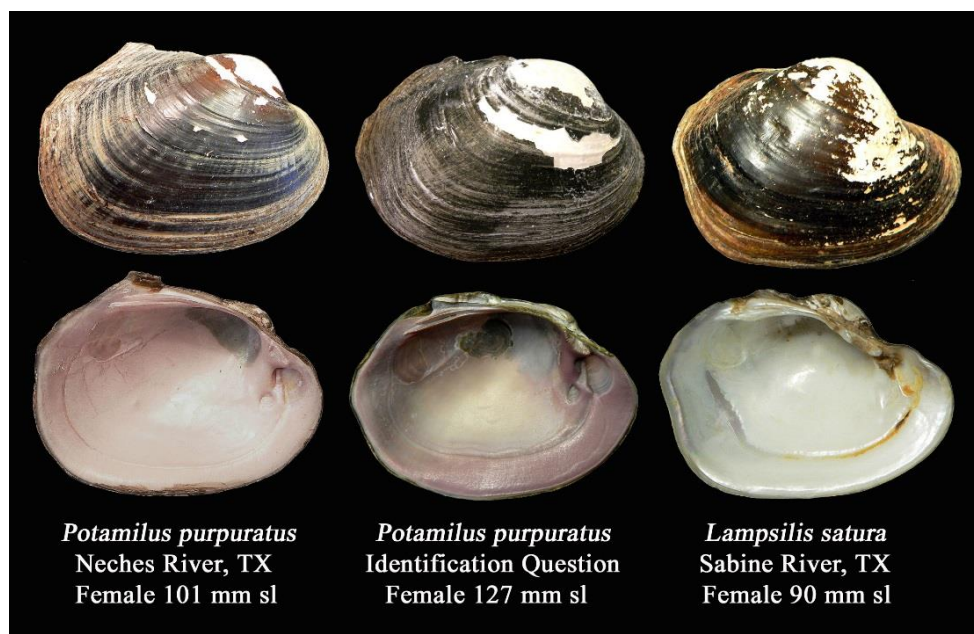 Potamilus purpuratus
Neches River, TX
Female 101 mm sl
Potamilus purpuratus
Identification Question
Female 127 mm sl
Lampsilis satura
Sabine River, TX
Female 90 mm sl